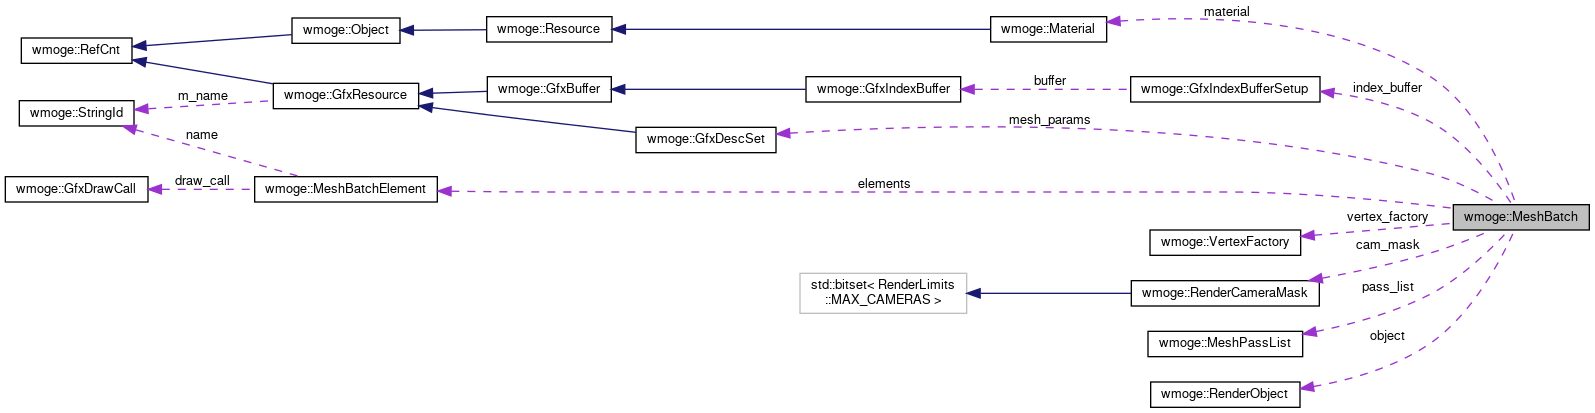 material
wmoge::Object
wmoge::Resource
wmoge::Material
wmoge::RefCnt
buffer
index_buffer
m_name
wmoge::GfxResource
wmoge::GfxBuffer
wmoge::GfxIndexBuffer
wmoge::GfxIndexBufferSetup
wmoge::StringId
mesh_params
name
wmoge::GfxDescSet
draw_call
elements
wmoge::GfxDrawCall
wmoge::MeshBatchElement
vertex_factory
wmoge::MeshBatch
wmoge::VertexFactory
cam_mask
std::bitset< RenderLimits
::MAX_CAMERAS >
wmoge::RenderCameraMask
pass_list
wmoge::MeshPassList
object
wmoge::RenderObject